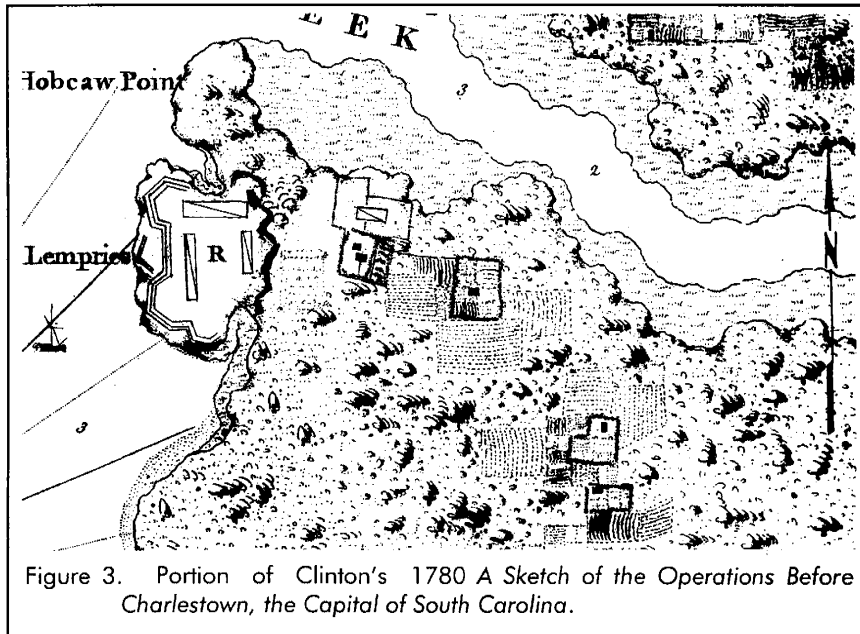 EEK
3
Hobcaw Point
2
Lempries
R
N
3
Figure 3. Portion of Clinton's 1780 A Sketch of the Operations Before
Charlestown, the Capital of South Carolina.